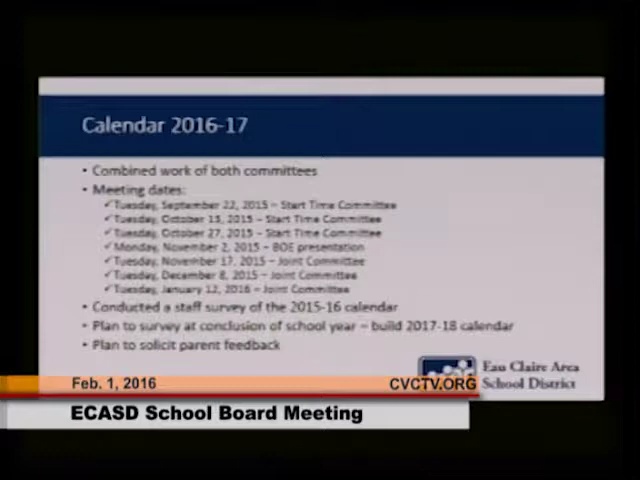 Calendar 2016-17
• Combined work of both committees
• Meeting dates:
✓Tuesday, September 22, 2015 – Start Time Committee
✓Tuesday, October 13, 2015 – Start Time Committee
✓Tuesday, October 27, 2015 – Start Time Committee
✓Monday, November 2, 2015 – BOE presentation
✓Tuesday, November 17, 2015 – Joint Committee
✓Tuesday, December 8, 2015 – Joint Committee
✓Tuesday, January 12, 2016 – Joint Committee
• Conducted a staff survey of the 2015-16 calendar
• Plan to survey at conclusion of school year – build 2017-18 calendar
• Plan to solicit parent feedback
Eau Claire Area
School District
Feb. 1, 2016
CVCTV.ORG
ECASD School Board Meeting